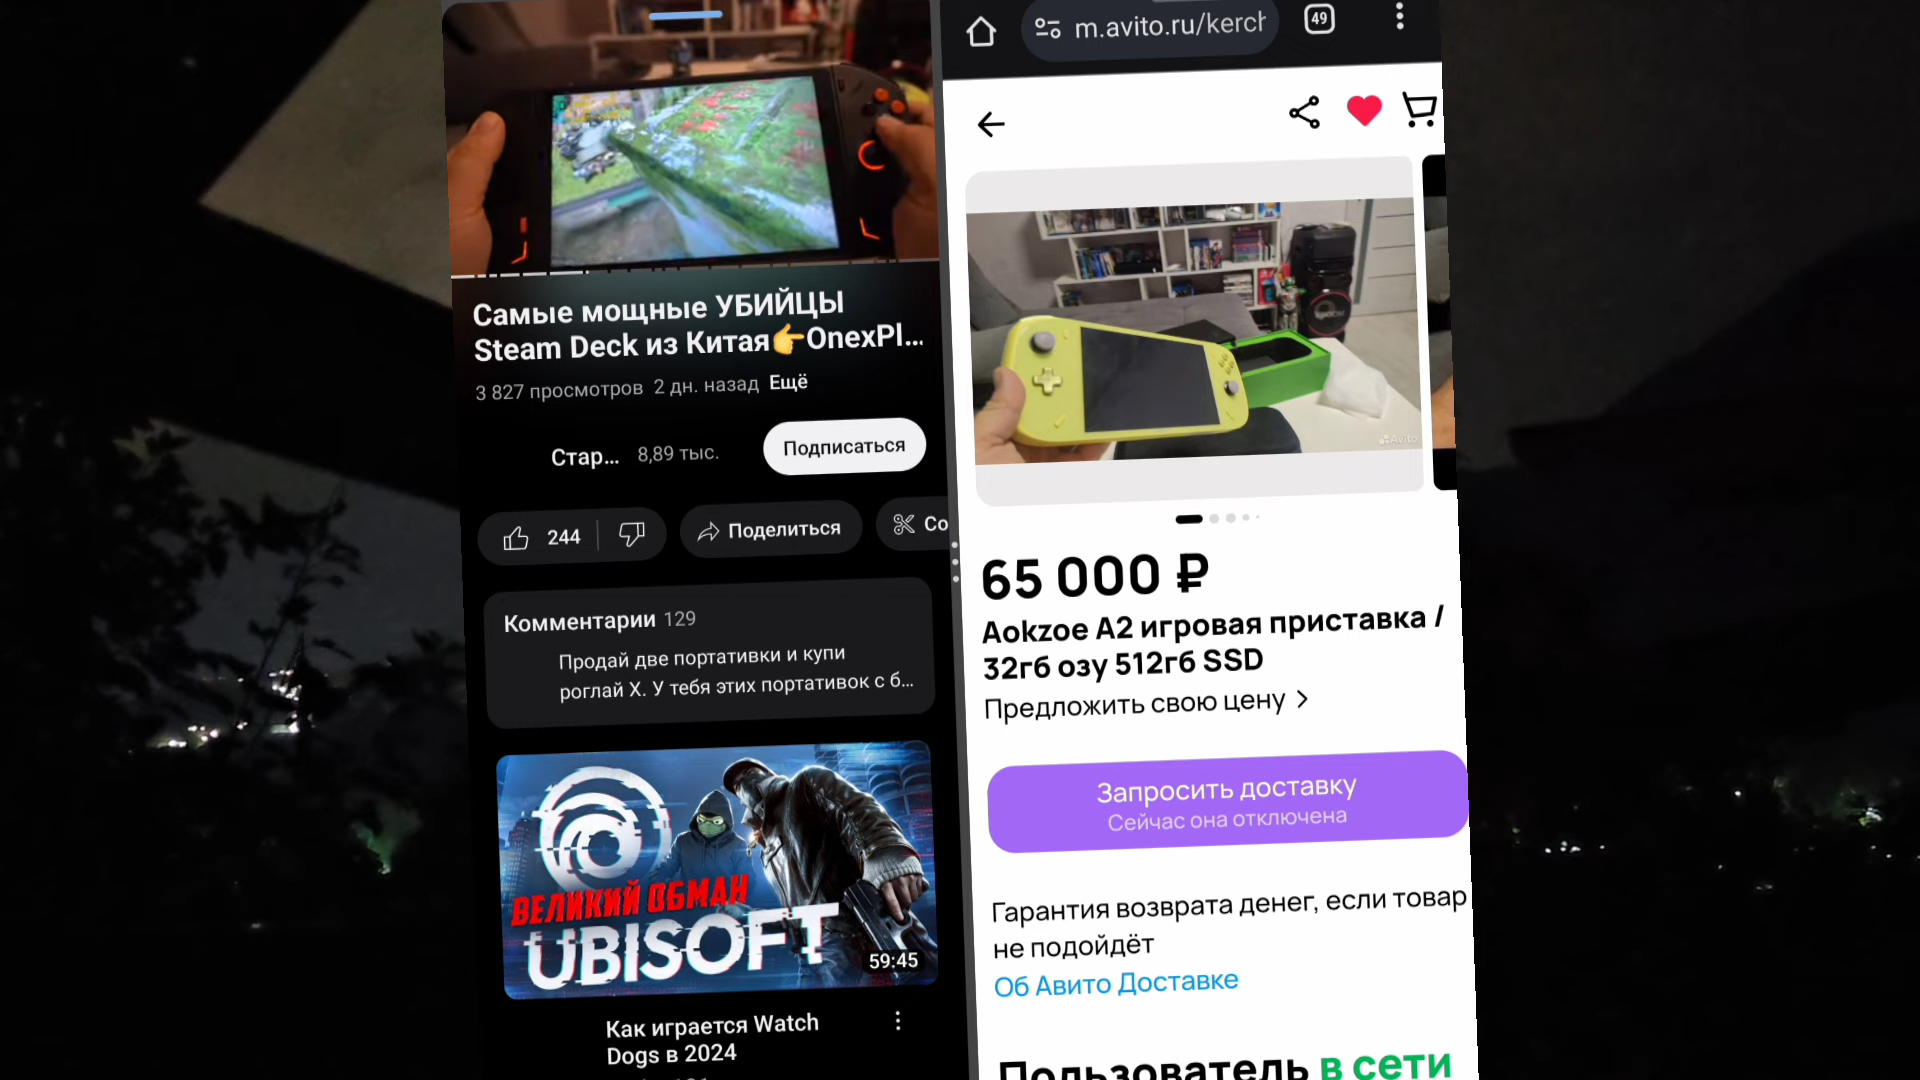 Самые мощные УБИЙЦЫ
Steam Deck из Китая👉OnexPl...
3 827 просмотров 2 дн. назад Ещё
Стар... 8,89 тыс.
Подписаться
244
Поделиться
Со
Комментарии 129
Продай две портативки и купи
роглай Х. У тебя этих портативок с б...
ВЕЛИКИЙ ОБМАН
UBISOFT
59:45
Как играется Watch
Dogs в 2024
m.avito.ru/kerch
49
Avito
65 000 ₽
Aokzoe A2 игровая приставка /
32гб озу 512гб SSD
Предложить свою цену >
Запросить доставку
Сейчас она отключена
Гарантия возврата денег, если товар
не подойдёт
Об Авито Доставке
Пользователь в сети